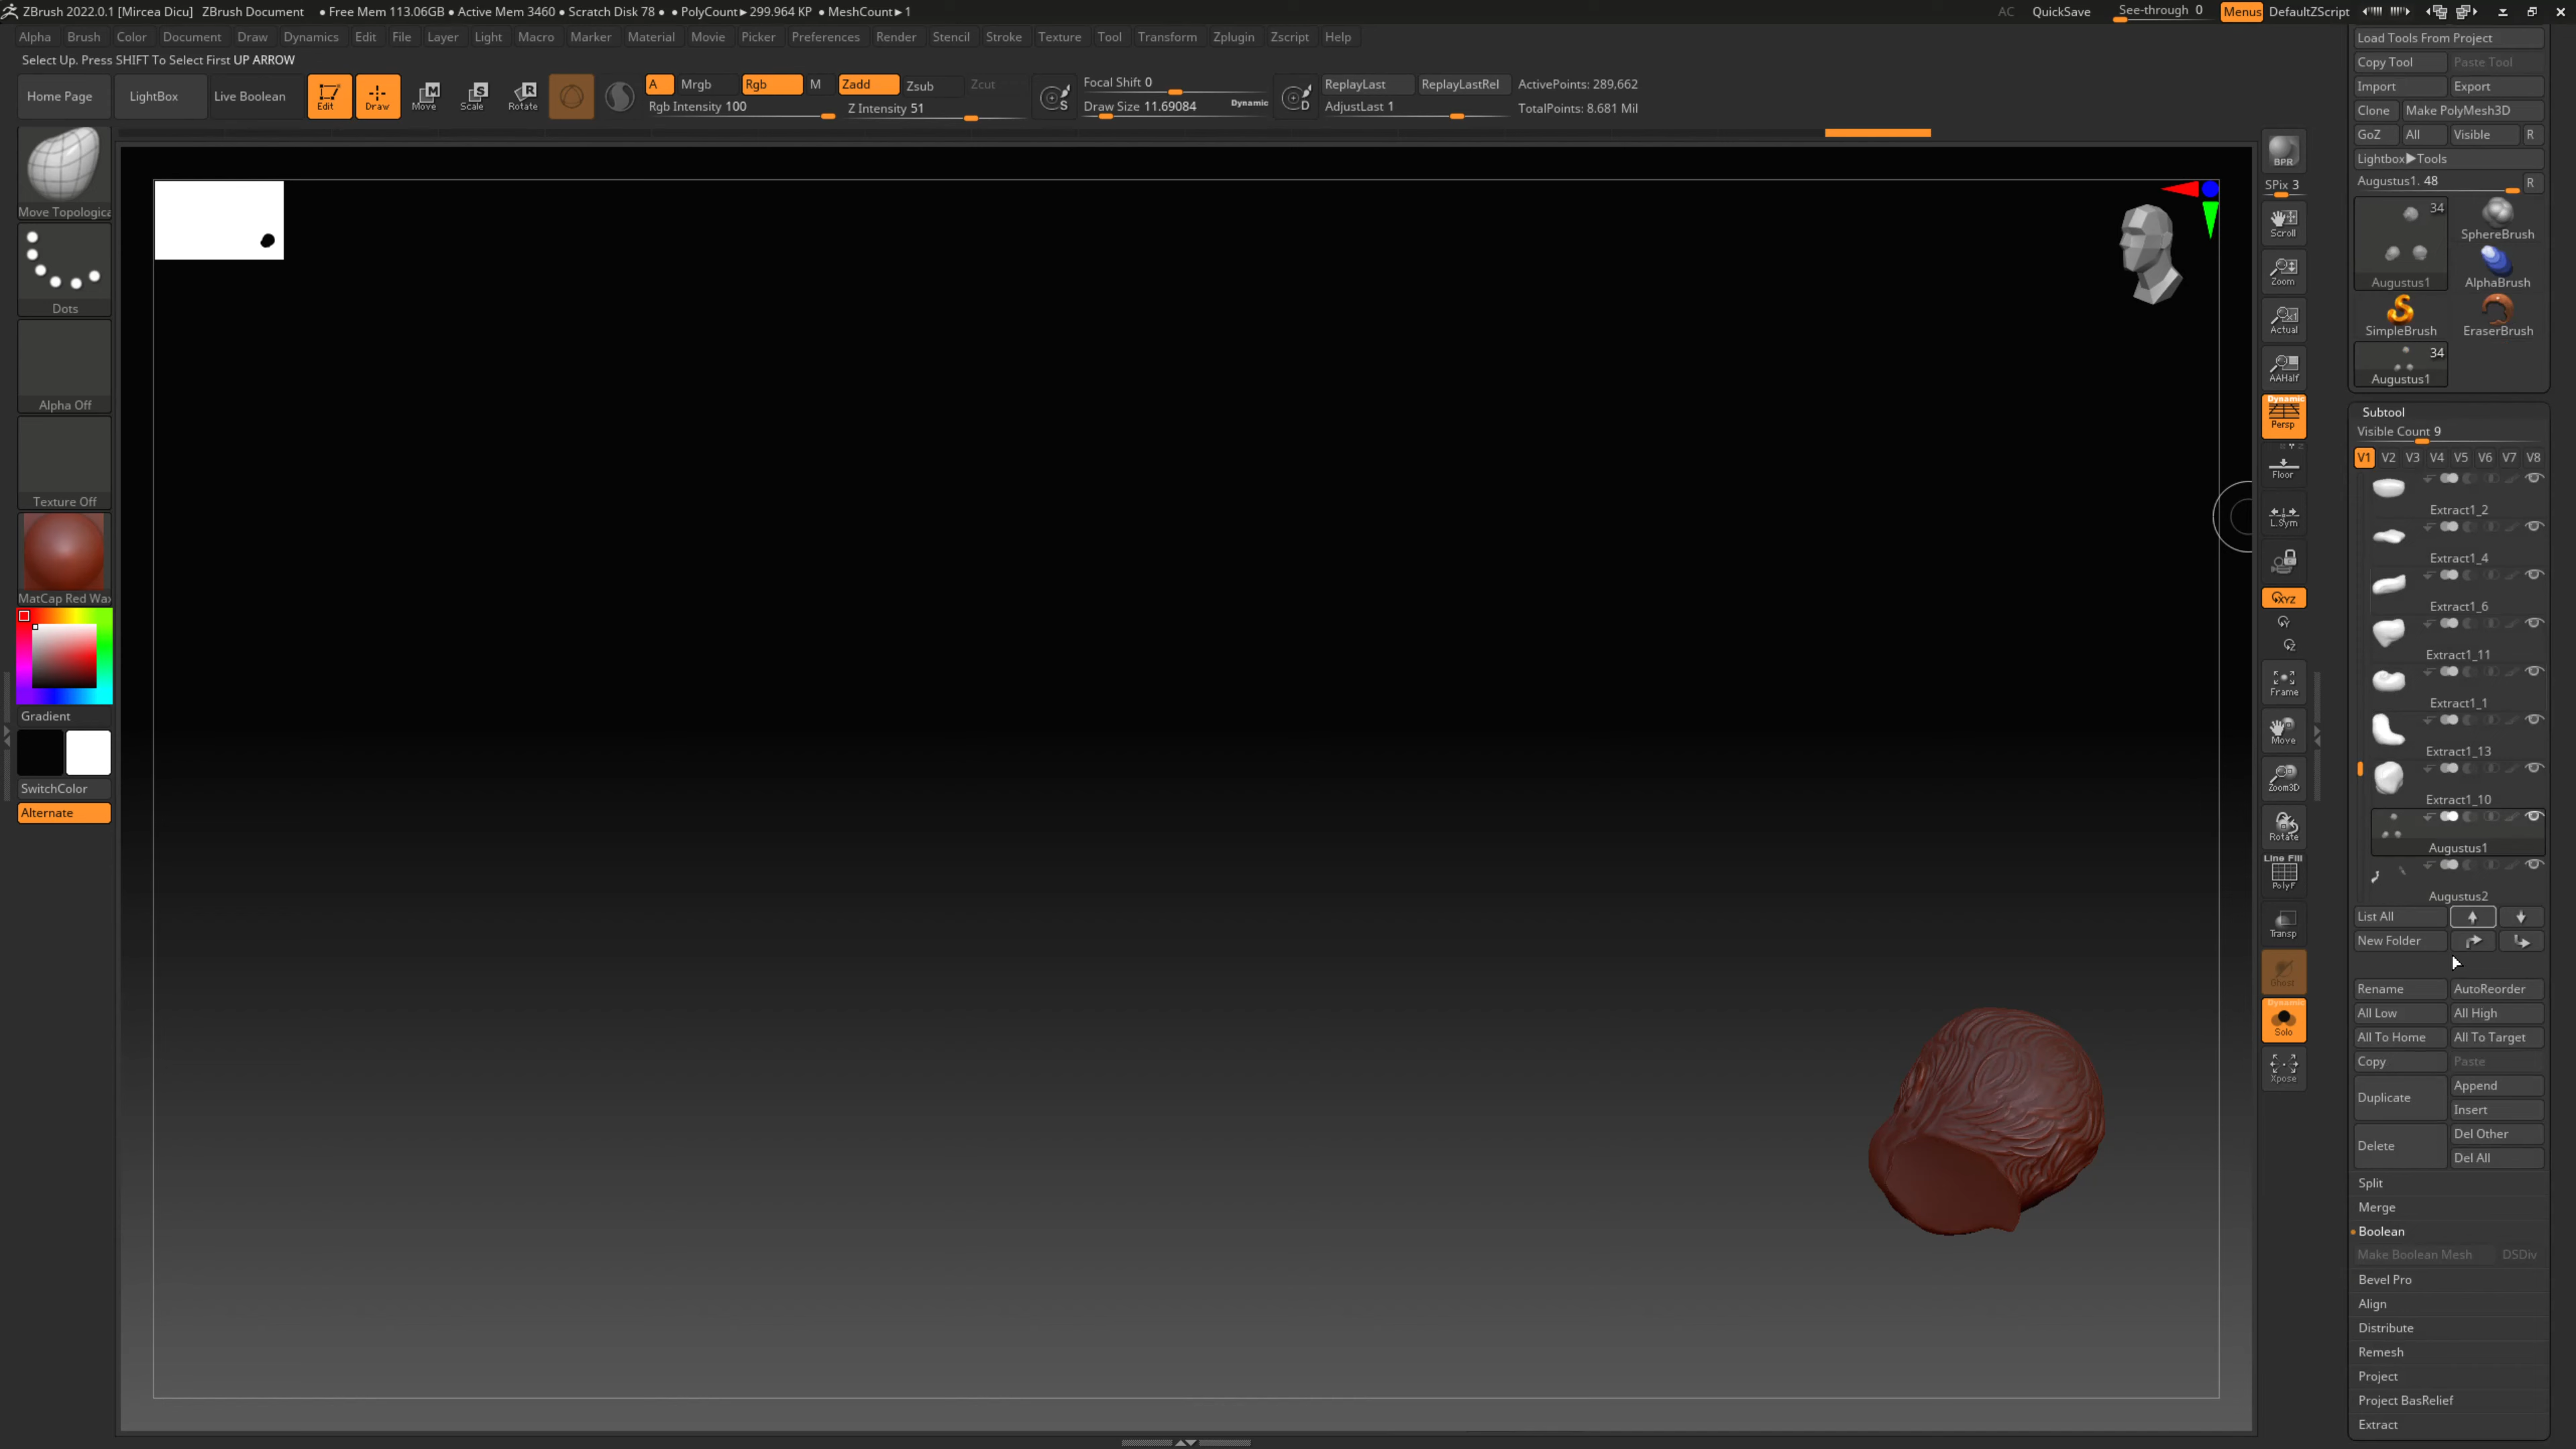 ZBrush 2022.0.1 [Mircea Dicu] ZBrush Document • Free Mem 113.06GB • Active Mem 3460 • Scratch Disk 78 • • PolyCount▶299.964 KP • MeshCount▶1
AC QuickSave See-through 0 Menus DefaultZScript
Alpha Brush Color Document Draw Dynamics Edit File Layer Light Macro Marker Material Movie Picker Preferences Render Stencil Stroke Texture Tool Transform Zplugin Zscript Help
Select Up. Press SHIFT To Select First UP ARROW
Home Page LightBox Live Boolean Edit Draw Move Scale Rotate
A Mrgb Rgb M Zadd Zsub Zcut
Rgb Intensity 100 Z Intensity 51
Focal Shift 0
Draw Size 11.69084 Dynamic
S D
ReplayLast ReplayLastRel ActivePoints: 289,662
AdjustLast 1 TotalPoints: 8.681 Mil
Move Topologica
Dots
Alpha Off
Texture Off
MatCap Red Wax
Gradient
SwitchColor
Alternate
BPR
SPix 3
Scroll
Zoom
Actual
AAHalf
Dynamic
Persp
Floor
L.Sym
XYZ
Y
Z
Frame
Move
Zoom3D
Rotate
Line Fill
PolyF
Transp
Ghost
Dynamic
Solo
Xpose
Load Tools From Project
Copy Tool Paste Tool
Import Export
Clone Make PolyMesh3D
GoZ All Visible R
Lightbox▶Tools
Augustus1. 48 R
34
Augustus1
SphereBrush
AlphaBrush
SimpleBrush EraserBrush
34
Augustus1
Subtool
Visible Count 9
V1 V2 V3 V4 V5 V6 V7 V8
Extract1_2
Extract1_4
Extract1_6
Extract1_11
Extract1_1
Extract1_13
Extract1_10
Augustus1
Augustus2
List All
New Folder
Rename AutoReorder
All Low All High
All To Home All To Target
Copy Paste
Duplicate Append
Insert
Delete Del Other
Del All
Split
Merge
Boolean
Make Boolean Mesh DSDiv
Bevel Pro
Align
Distribute
Remesh
Project
Project BasRelief
Extract